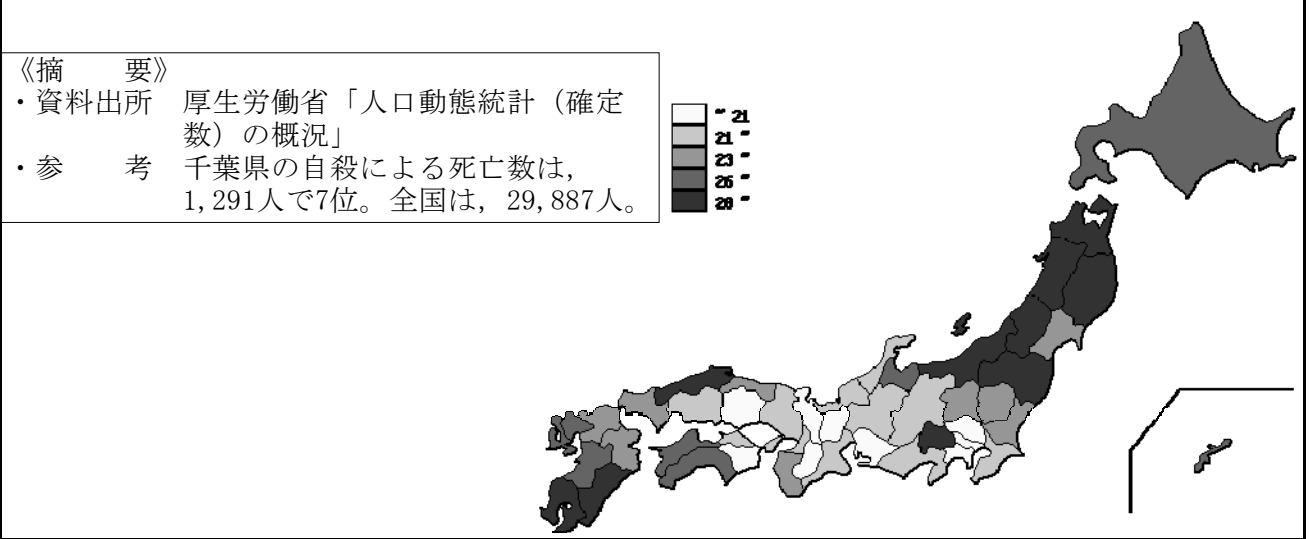 《摘　　要》
・資料出所　厚生労働省「人口動態統計（確定
数）の概況」
・参　　考　千葉県の自殺による死亡数は，
1,291人で7位。全国は，29,887人。
~ 21
21 ~
23 ~